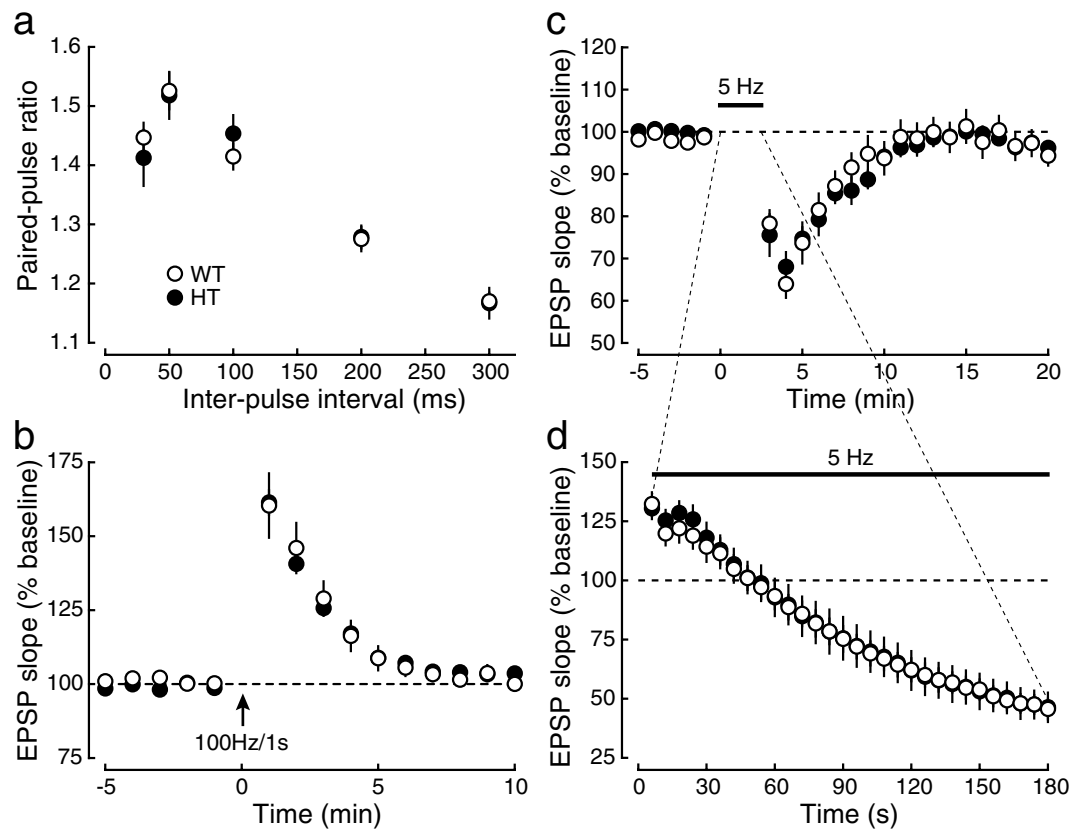 a
Paired-pulse ratio
1.6
1.5
1.4
1.3
1.2
1.1
WT
HT
0 50 100 150 200 250 300
Inter-pulse interval (ms)
b
EPSP slope (% baseline)
175
150
125
100
75
100Hz/1s
-5 0 5 10
Time (min)
c
EPSP slope (% baseline)
120
110
100
90
80
70
60
50
5 Hz
-5 0 5 10 15 20
Time (min)
d
EPSP slope (% baseline)
150
125
100
75
50
25
5 Hz
0 30 60 90 120 150 180
Time (s)